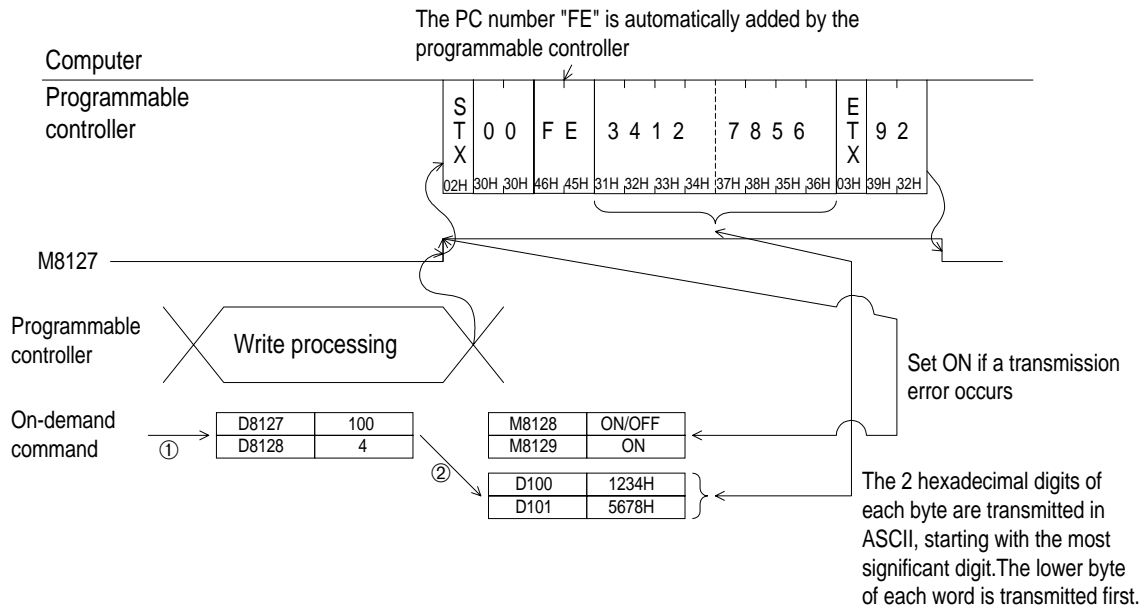 The PC number "FE" is automatically added by the
programmable controller
Computer
Programmable
controller
STX 0 0 F E 3 4 1 2 7 8 5 6 ETX 9 2
02H 30H 30H 46H 45H 31H 32H 33H 34H 37H 38H 35H 36H 03H 39H 32H
M8127
Programmable
controller
Write processing
Set ON if a transmission
error occurs
On-demand
command
①
D8127 100
D8128 4
②
M8128 ON/OFF
M8129 ON
D100 1234H
D101 5678H
The 2 hexadecimal digits of
each byte are transmitted in
ASCII, starting with the most
significant digit.The lower byte
of each word is transmitted first.